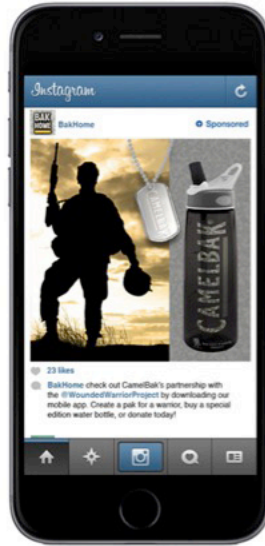 Instagram
BAK
HOME
BakHome
Sponsored
CAMELBAK
23 likes
BakHome check out CamelBak's partnership with
the @WoundedWarriorProject by downloading our
mobile app. Create a pak for a warrior, buy a special
edition water bottle, or donate today!